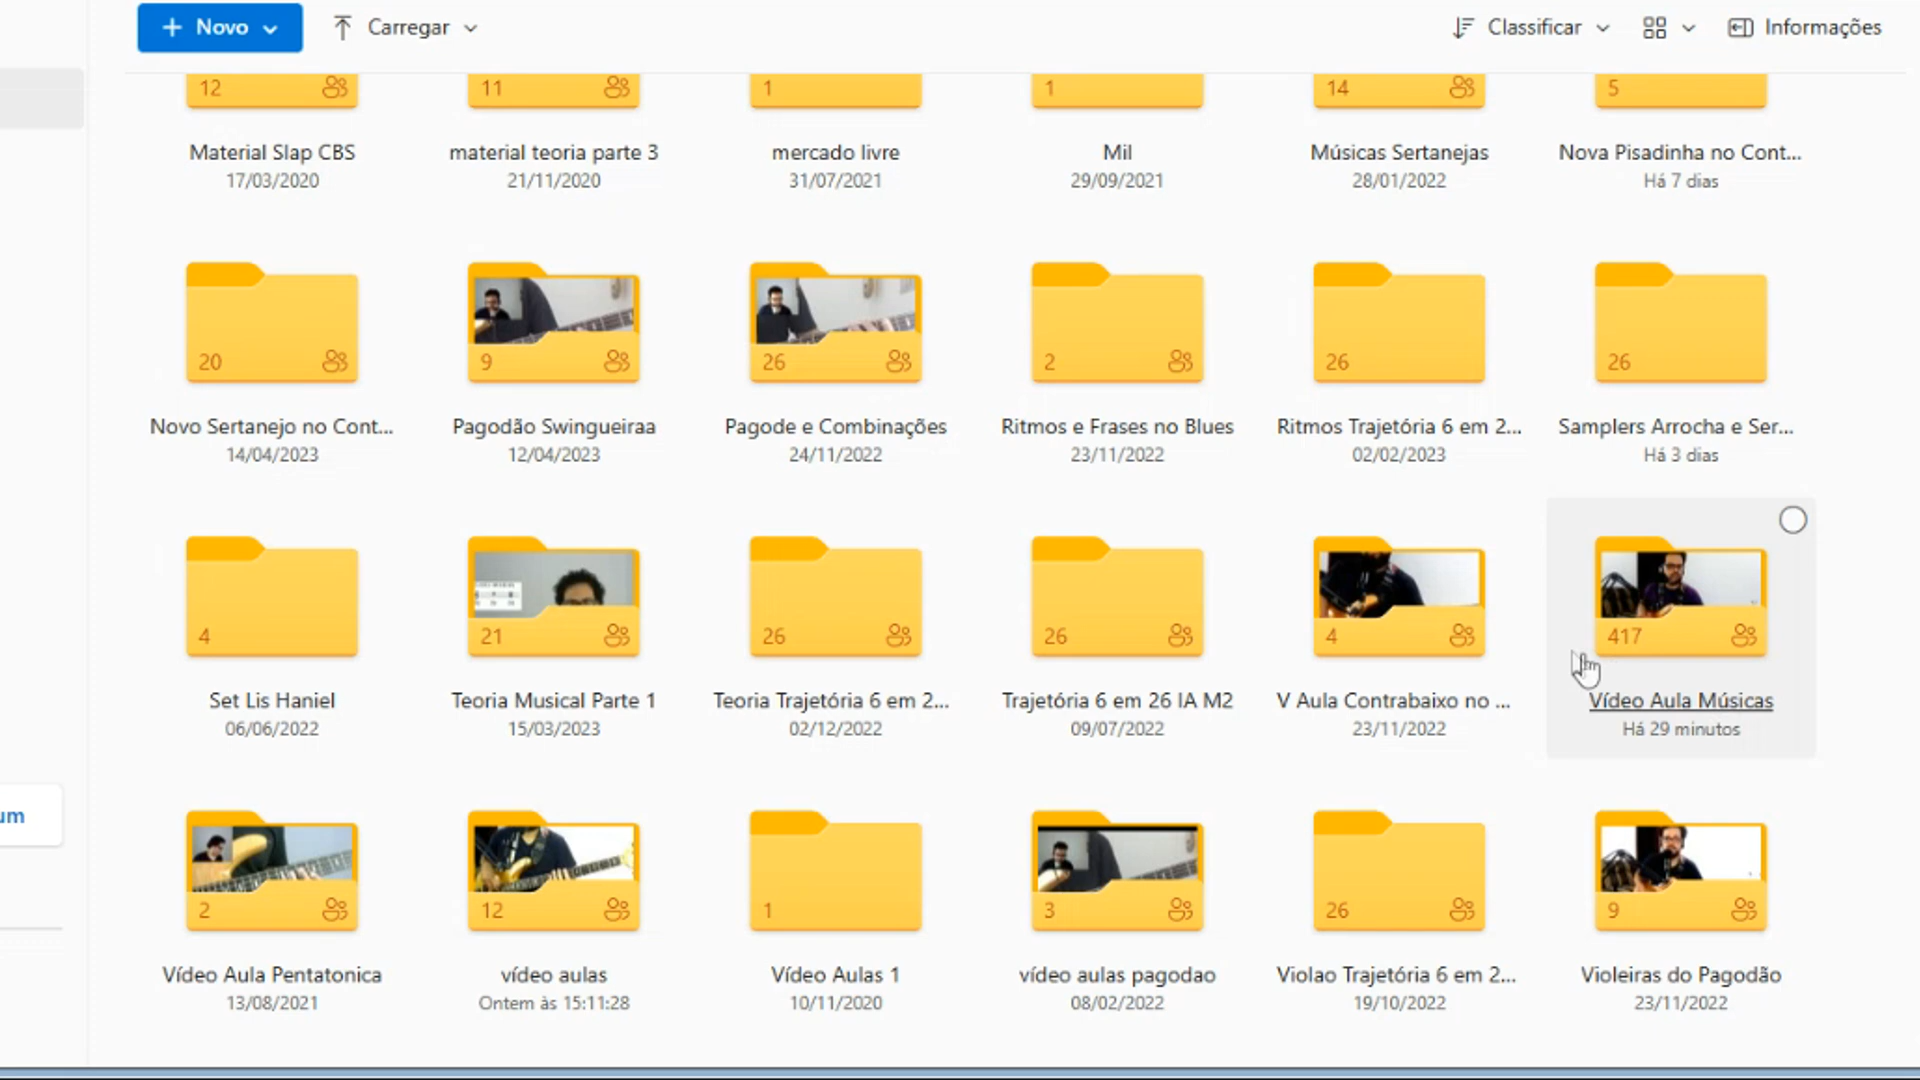 Novo
Carregar
Classificar
Informações
12
11
1
1
14
5
Material Slap CBS
material teoria parte 3
mercado livre
Mil
Músicas Sertanejas
Nova Pisadinha no Cont...
17/03/2020
21/11/2020
31/07/2021
29/09/2021
28/01/2022
Há 7 dias
20
9
26
2
26
26
Novo Sertanejo no Cont...
Pagodão Swingueiraa
Pagode e Combinações
Ritmos e Frases no Blues
Ritmos Trajetória 6 em 2...
Samplers Arrocha e Ser...
14/04/2023
12/04/2023
24/11/2022
23/11/2022
02/02/2023
Há 3 dias
4
21
26
26
4
417
Set Lis Haniel
Teoria Musical Parte 1
Teoria Trajetória 6 em 2...
Trajetória 6 em 26 IA M2
V Aula Contrabaixo no ...
Vídeo Aula Músicas
06/06/2022
15/03/2023
02/12/2022
09/07/2022
23/11/2022
Há 29 minutos
um
2
12
1
3
26
9
Vídeo Aula Pentatonica
vídeo aulas
Vídeo Aulas 1
vídeo aulas pagodao
Violao Trajetória 6 em 2...
Violeiras do Pagodão
13/08/2021
Ontem às 15:11:28
10/11/2020
08/02/2022
19/10/2022
23/11/2022